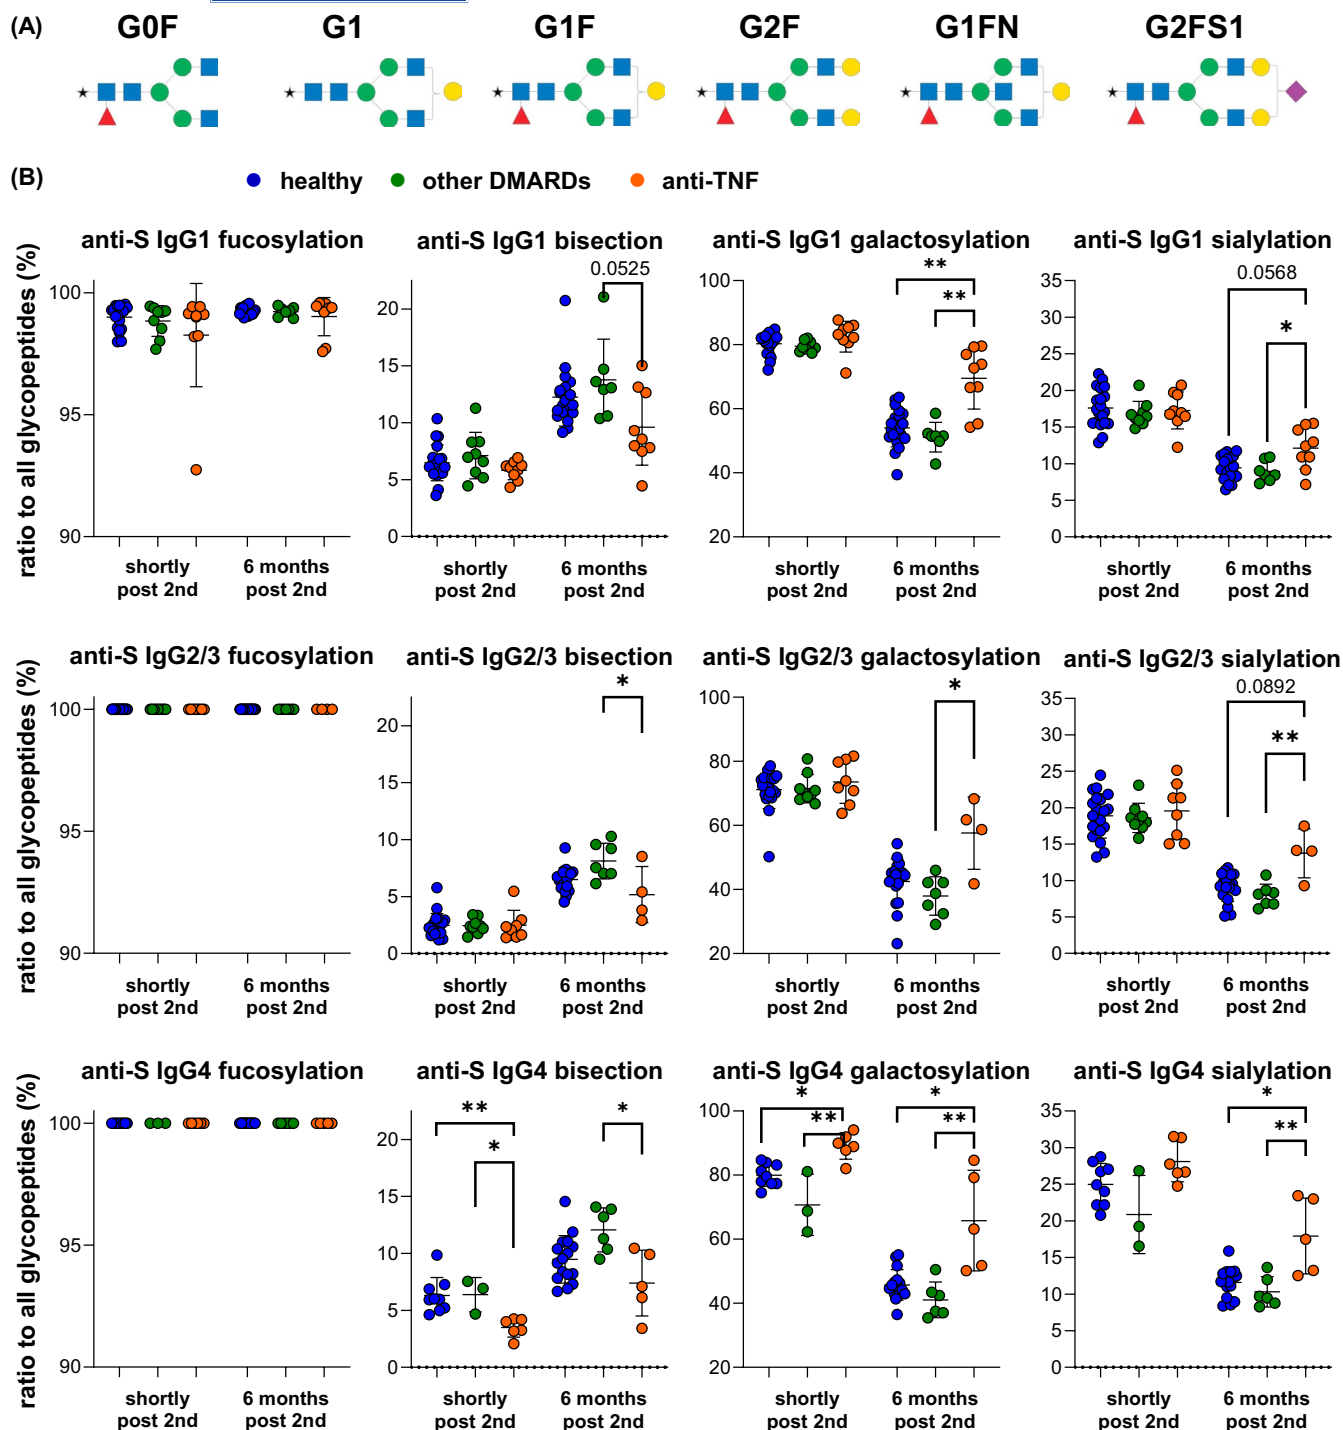 (A) G0F G1 G1F G2F G1FN G2FS1
(B)
healthy other DMARDs anti-TNF
anti-S IgG1 fucosylation anti-S IgG1 bisection anti-S IgG1 galactosylation anti-S IgG1 sialylation
ratio to all glycopeptides (%)
100
95
90
shortly post 2nd
6 months post 2nd
0.0525
20
15
10
5
0
shortly post 2nd
6 months post 2nd
**
**
100
80
60
40
20
shortly post 2nd
6 months post 2nd
0.0568
*
35
30
25
20
15
10
5
0
shortly post 2nd
6 months post 2nd
anti-S IgG2/3 fucosylation anti-S IgG2/3 bisection anti-S IgG2/3 galactosylation anti-S IgG2/3 sialylation
ratio to all glycopeptides (%)
100
95
90
shortly post 2nd
6 months post 2nd
*
20
15
10
5
0
shortly post 2nd
6 months post 2nd
*
100
80
60
40
20
shortly post 2nd
6 months post 2nd
0.0892
**
35
30
25
20
15
10
5
0
shortly post 2nd
6 months post 2nd
anti-S IgG4 fucosylation anti-S IgG4 bisection anti-S IgG4 galactosylation anti-S IgG4 sialylation
ratio to all glycopeptides (%)
100
95
90
shortly post 2nd
6 months post 2nd
**
*
*
20
15
10
5
0
shortly post 2nd
6 months post 2nd
*
**
*
**
100
80
60
40
20
shortly post 2nd
6 months post 2nd
*
**
35
30
25
20
15
10
5
0
shortly post 2nd
6 months post 2nd